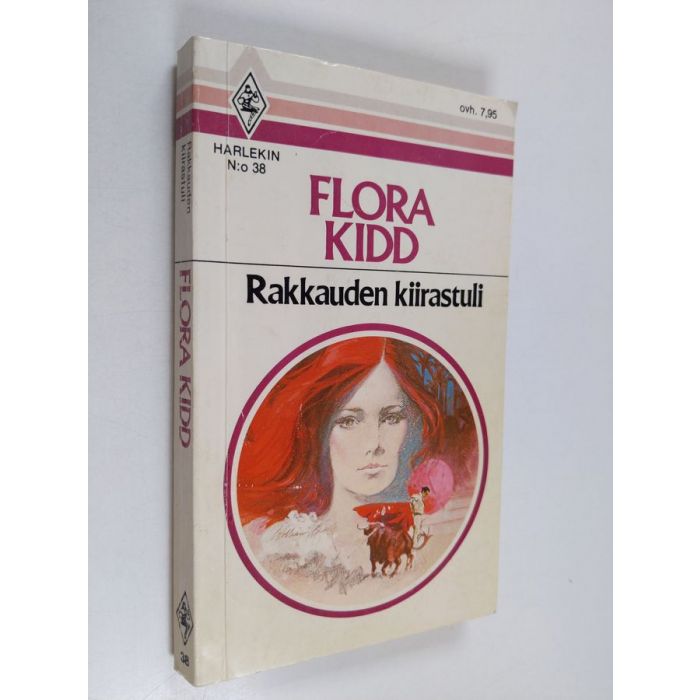 ovh. 7,95
HARLEKIN
N:o 38
FLORA
KIDD
Rakkauden kiirastuli
Rakkauden
kiirastuli
FLORA KIDD
38